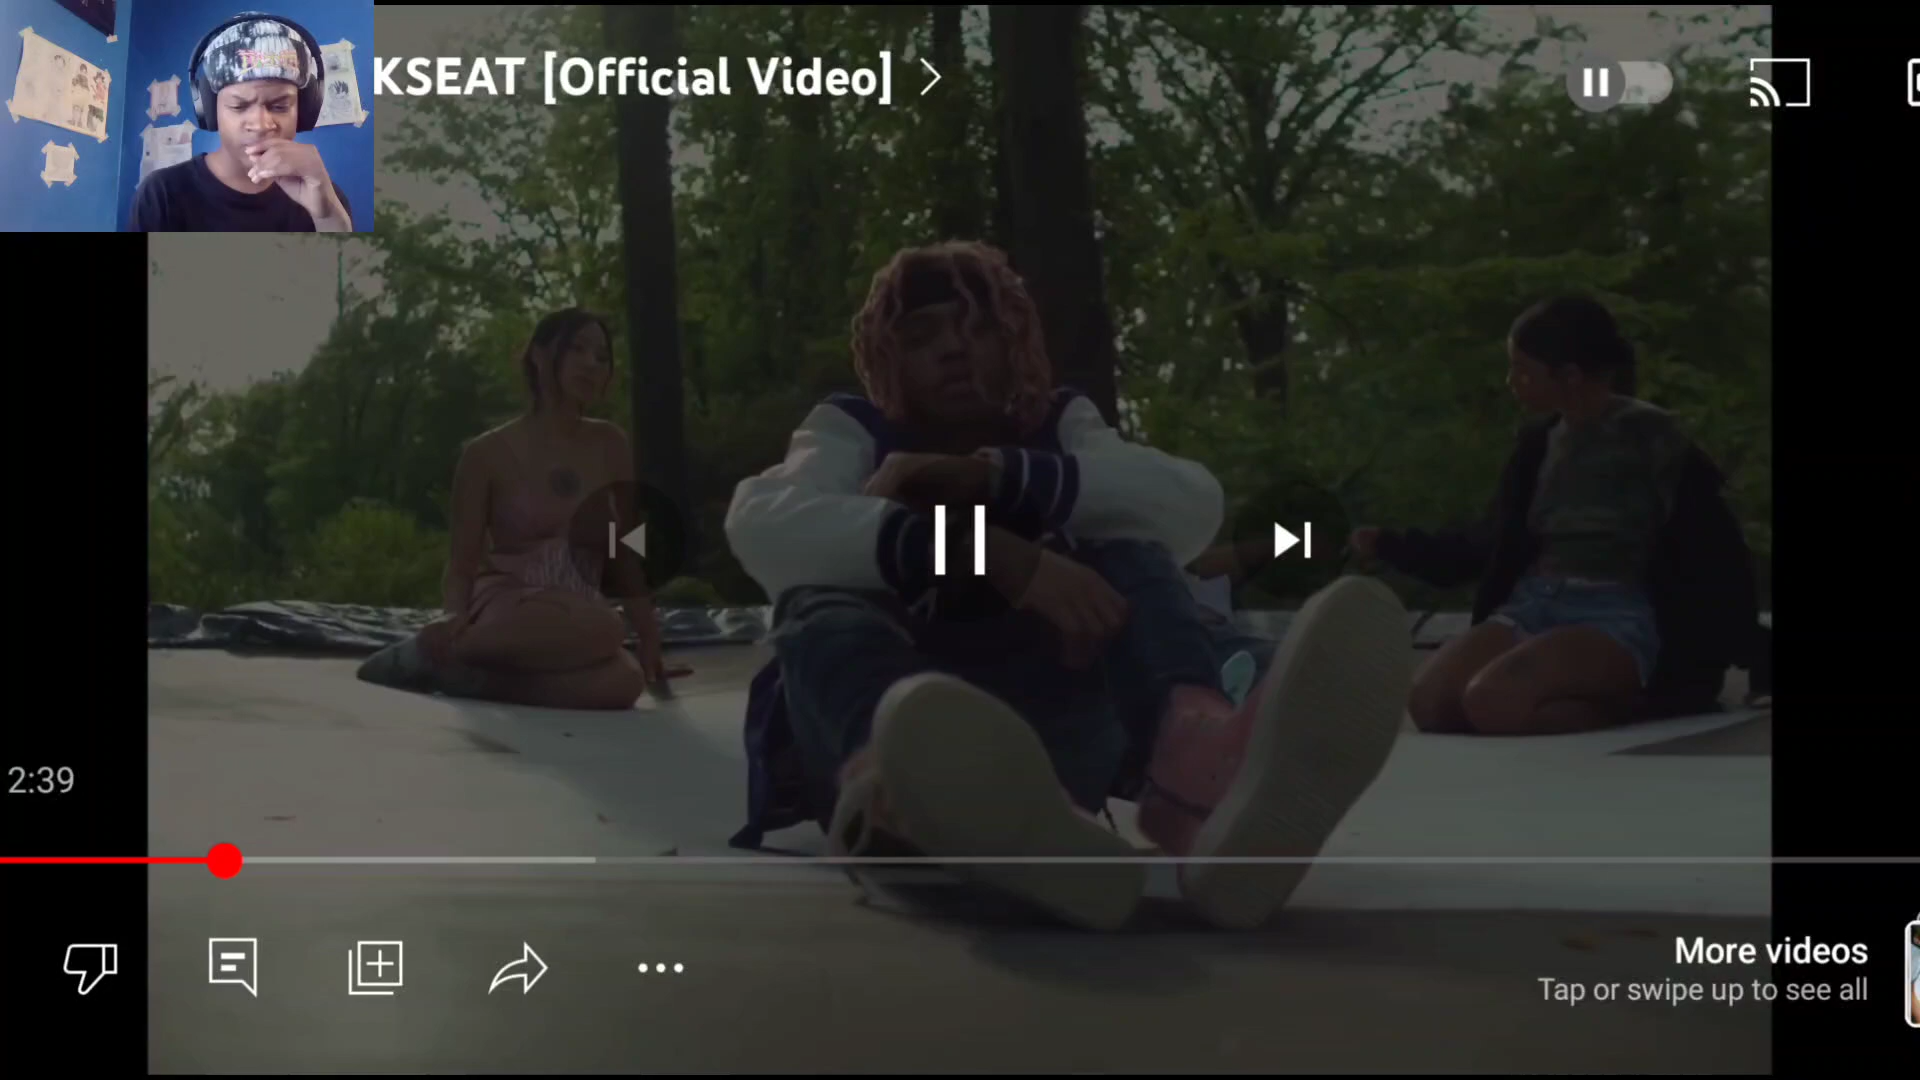 KSEAT [Official Video]
2:39
More videos
Tap or swipe up to see all